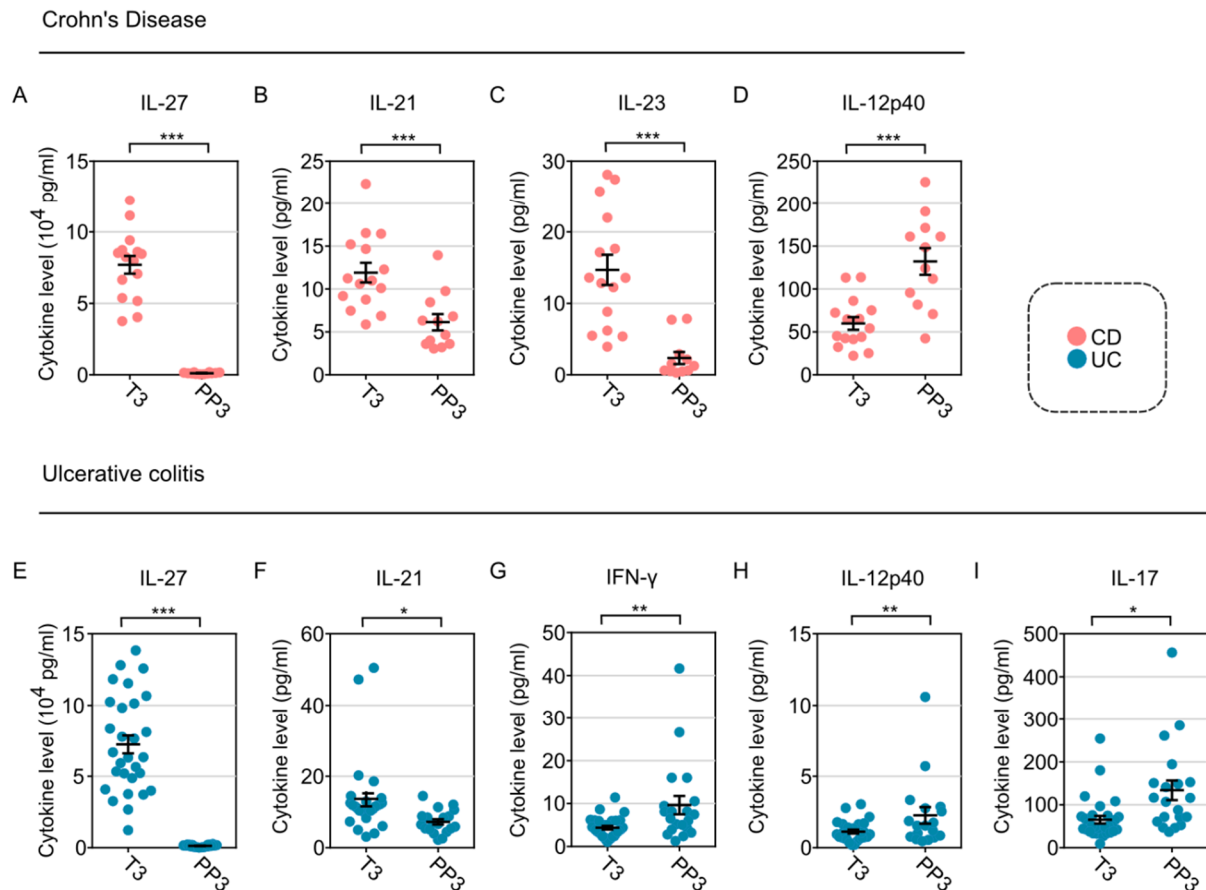 Crohn's Disease
A IL-27
***
Cytokine level (10⁴ pg/ml)
15
10
5
0
T3 PP3
B IL-21
***
Cytokine level (pg/ml)
25
20
15
10
5
0
T3 PP3
C IL-23
***
Cytokine level (pg/ml)
30
20
10
0
T3 PP3
D IL-12p40
***
Cytokine level (pg/ml)
250
200
150
100
50
0
T3 PP3
CD
UC
Ulcerative colitis
E IL-27
***
Cytokine level (10⁴ pg/ml)
15
10
5
0
T3 PP3
F IL-21
*
Cytokine level (pg/ml)
60
40
20
0
T3 PP3
G IFN-γ
**
Cytokine level (pg/ml)
50
40
30
20
10
0
T3 PP3
H IL-12p40
**
Cytokine level (pg/ml)
15
10
5
0
T3 PP3
I IL-17
*
Cytokine level (pg/ml)
500
400
300
200
100
0
T3 PP3